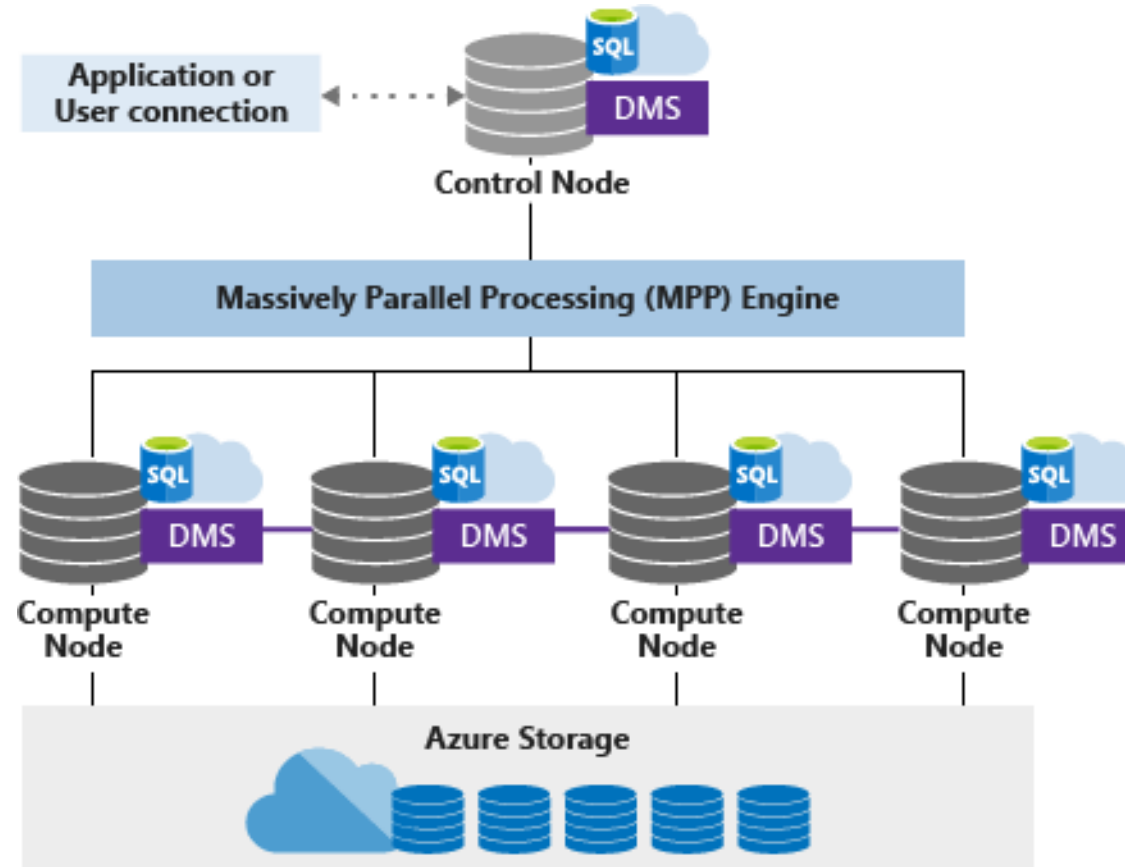 Application or
User connection
SQL
DMS
Control Node
Massively Parallel Processing (MPP) Engine
SQL
DMS
SQL
DMS
SQL
DMS
SQL
DMS
Compute
Node
Compute
Node
Compute
Node
Compute
Node
Azure Storage